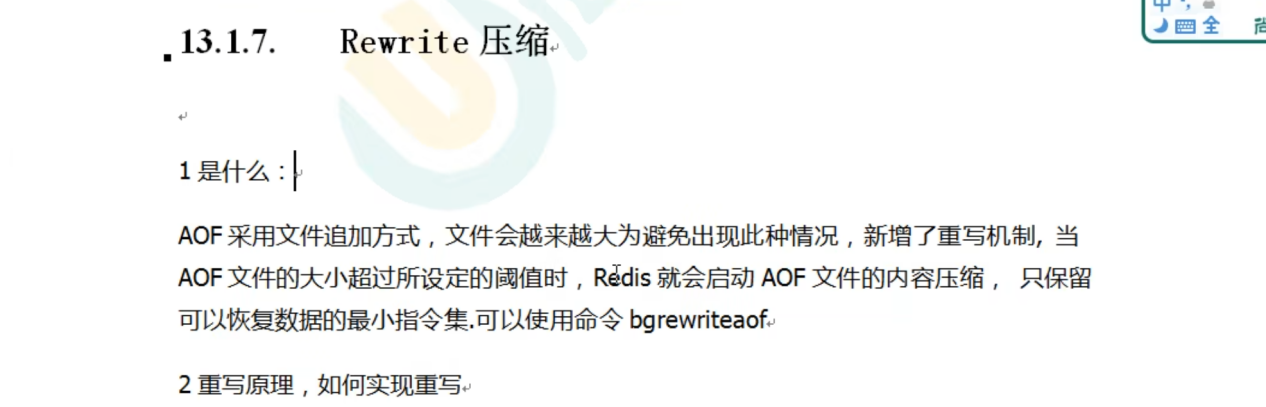 中
全
尚
13.1.7. Rewrite 压缩
1 是什么：
AOF 采用文件追加方式，文件会越来越大为避免出现此种情况，新增了重写机制, 当
AOF 文件的大小超过所设定的阈值时，Redis 就会启动 AOF 文件的内容压缩， 只保留
可以恢复数据的最小指令集.可以使用命令 bgrewriteaof
2 重写原理，如何实现重写